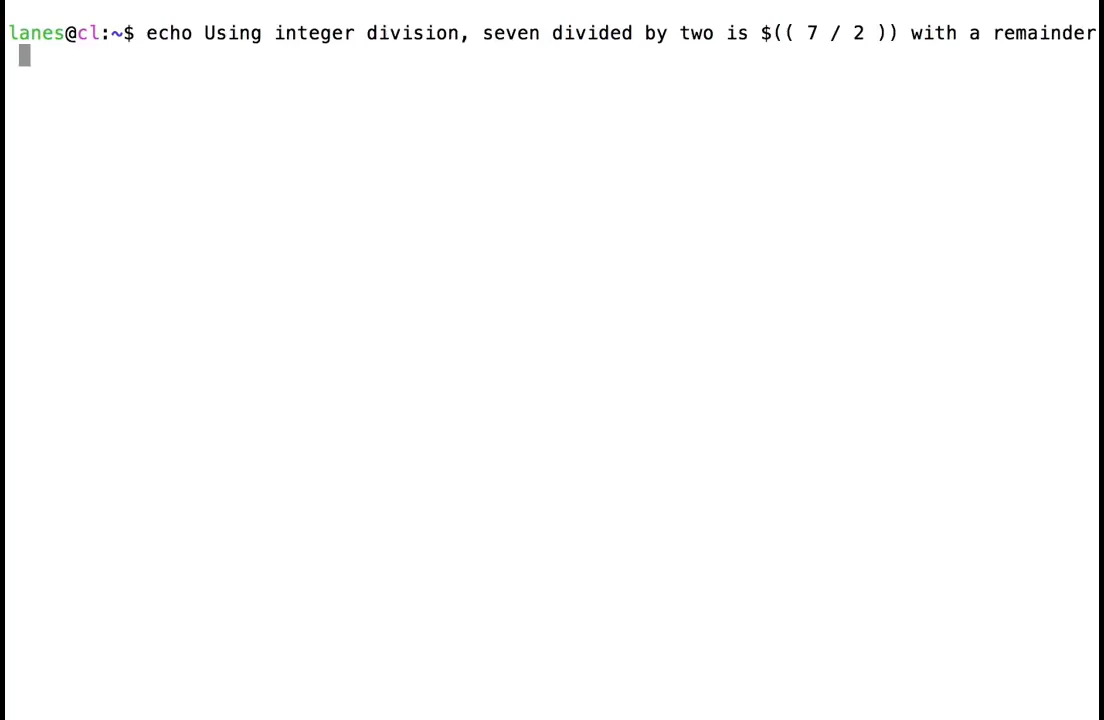 lanes@cl:~$ echo Using integer division, seven divided by two is $(( 7 / 2 )) with a remainder